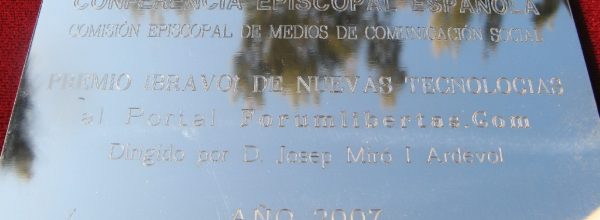 CONFERENCIA EPISCOPAL ESPAÑOLA
COMISIÓN EPISCOPAL DE MEDIOS DE COMUNICACIÓN SOCIAL
PREMIO ¡BRAVO! DE NUEVAS TECNOLOGIAS
al Portal Forumlibertas.Com
Dirigido por D. Josep Miró I Ardevol
AÑO 2007